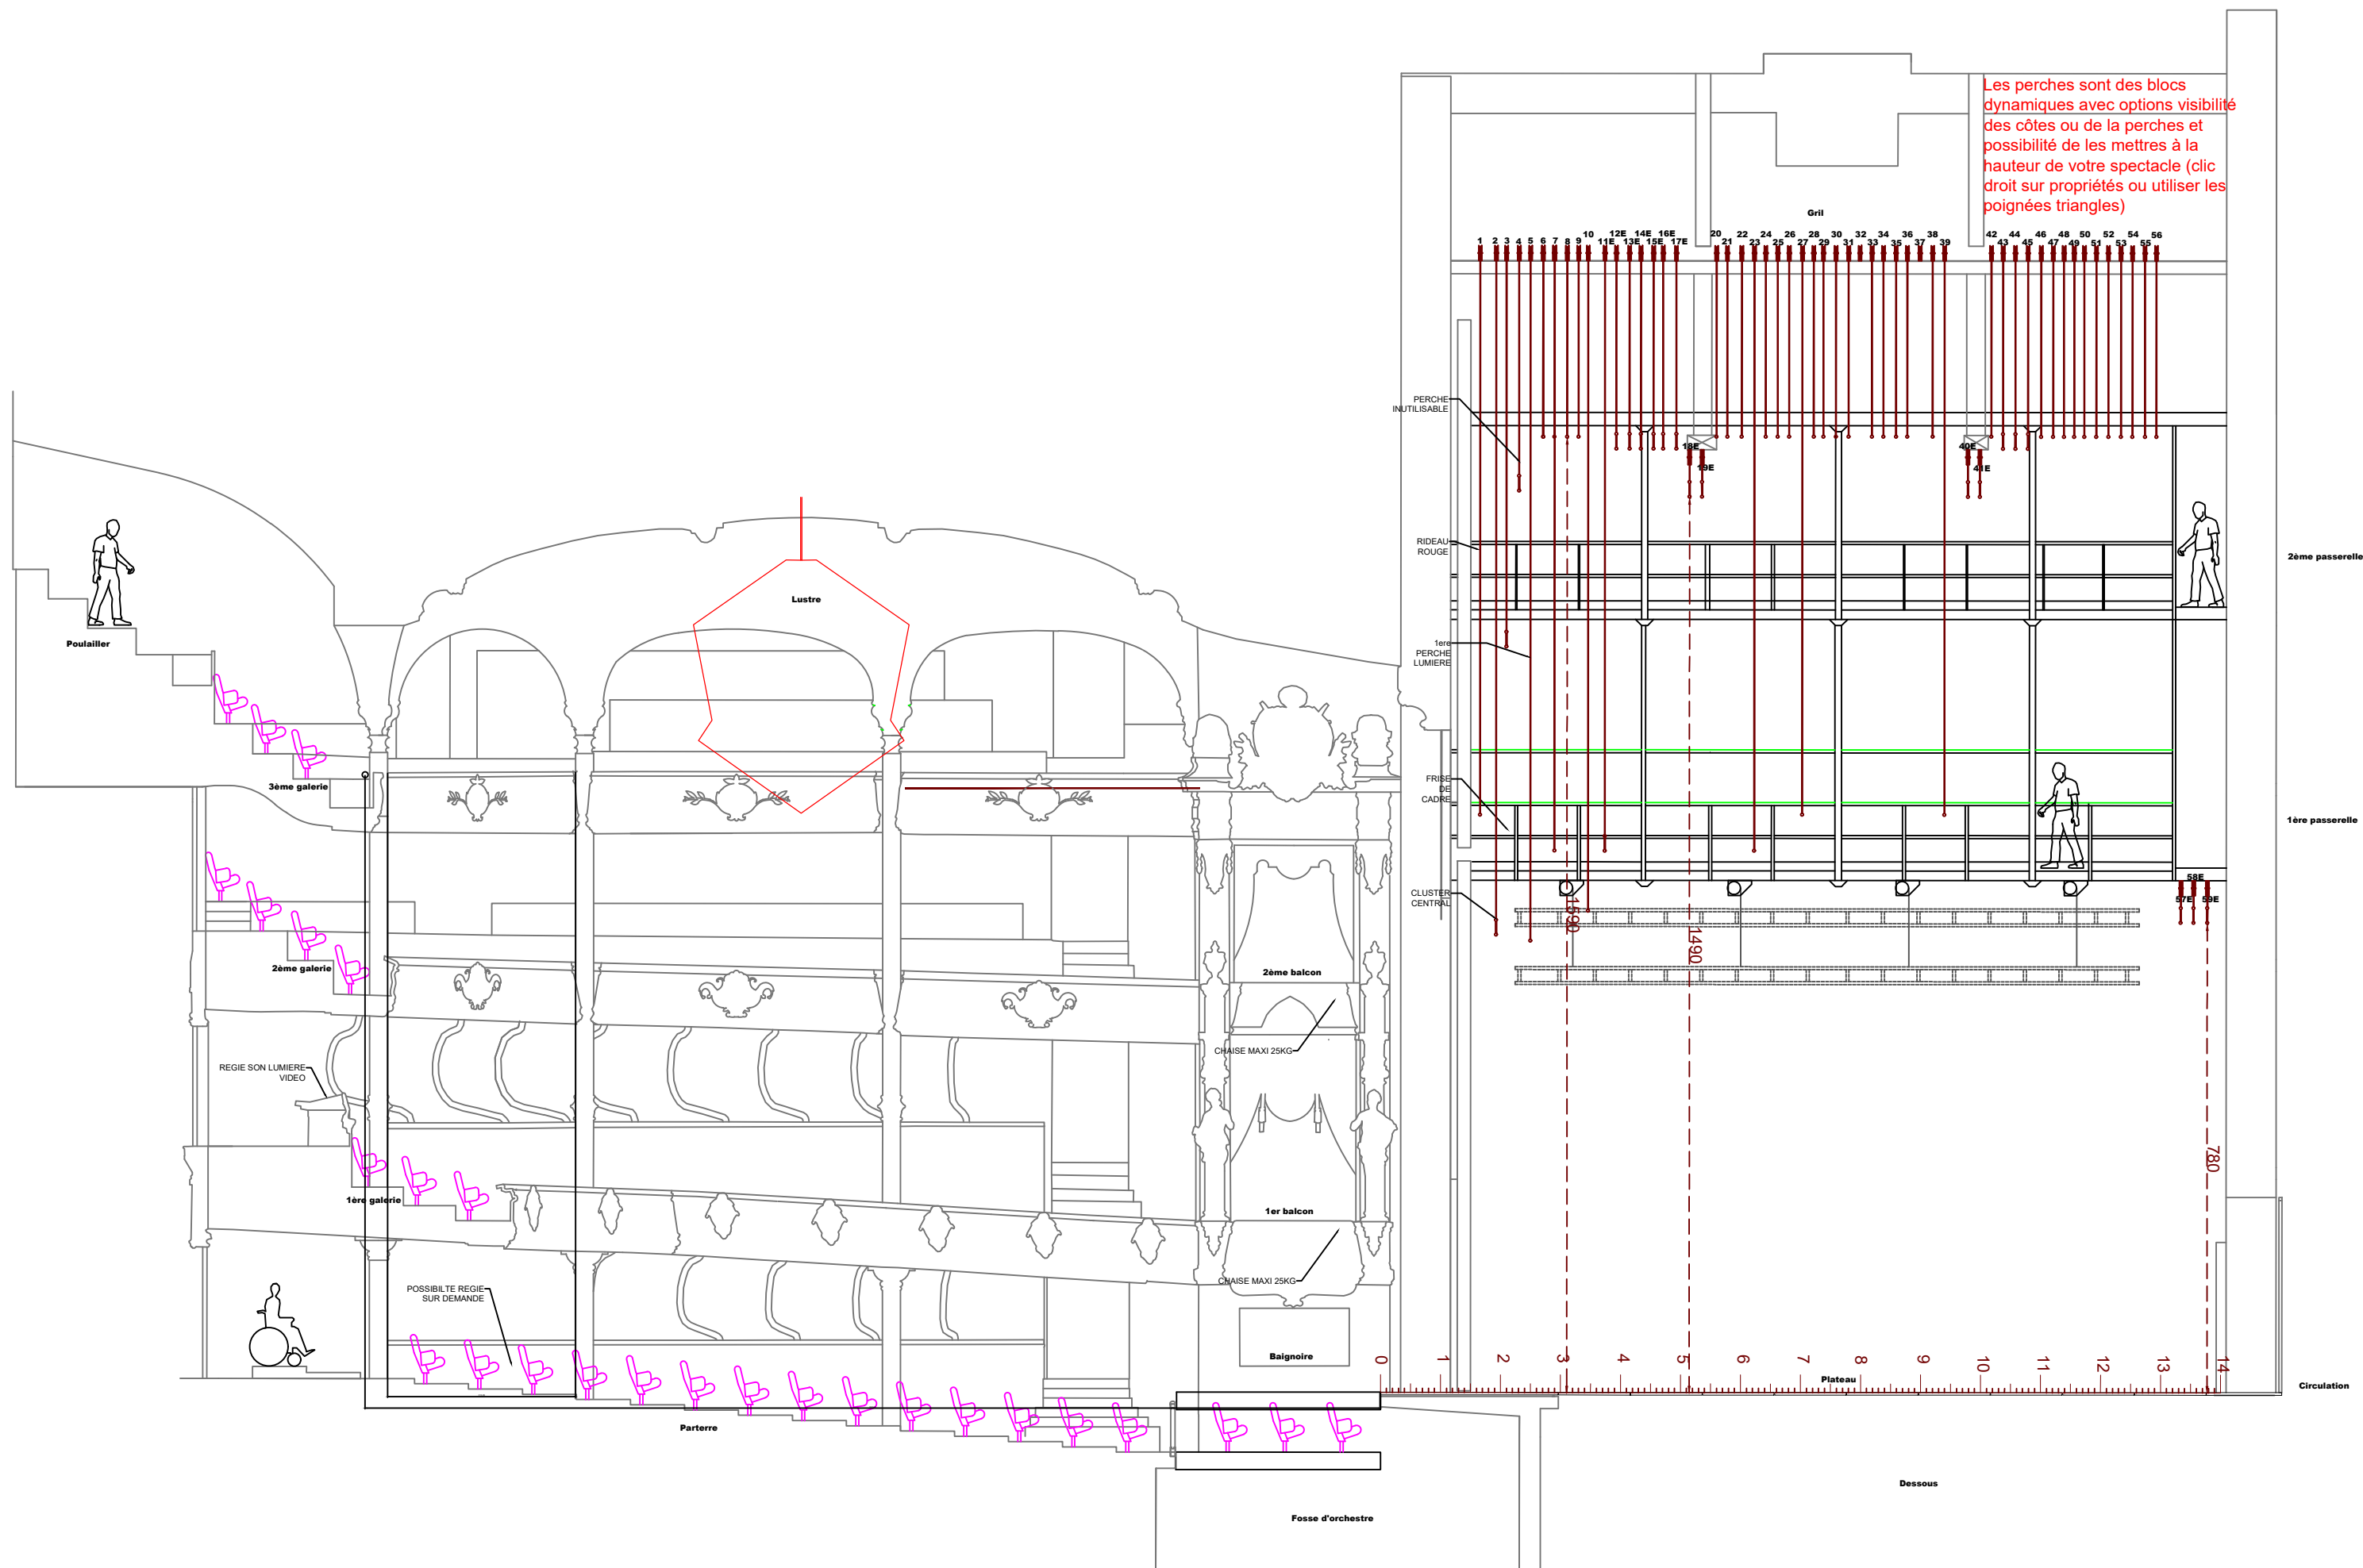 Les perches sont des blocs
dynamiques avec options visibilité
des côtes ou de la perches et
possibilité de les mettres à la
hauteur de votre spectacle (clic
droit sur propriétés ou utiliser les
poignées triangles)
Gril
1 2 3 4 5 6 7 8 9 10 11E 12E 13E 14E 15E 16E 17E 20 21 22 23 24 25 26 27 28 29 30 31 32 33 34 35 36 37 38 39 42 43 44 45 46 47 48 49 50 51 52 53 54 55 56
PERCHE
INUTILISABLE
18E
19E
40E
41E
RIDEAU
ROUGE
2ème passerelle
Lustre
Poulailler
1ere
PERCHE
LUMIERE
3ème galerie
FRISE
DE
CADRE
1ère passerelle
CLUSTER
CENTRAL
57E
58E
59E
1590
1490
2ème galerie
2ème balcon
CHAISE MAXI 25KG
REGIE SON LUMIERE
VIDEO
780
1ère galerie
1er balcon
CHAISE MAXI 25KG
POSSIBILTE REGIE
SUR DEMANDE
Baignoire
0 1 2 3 4 5 6 7 8 9 10 11 12 13 14
Plateau
Circulation
Parterre
Dessous
Fosse d'orchestre